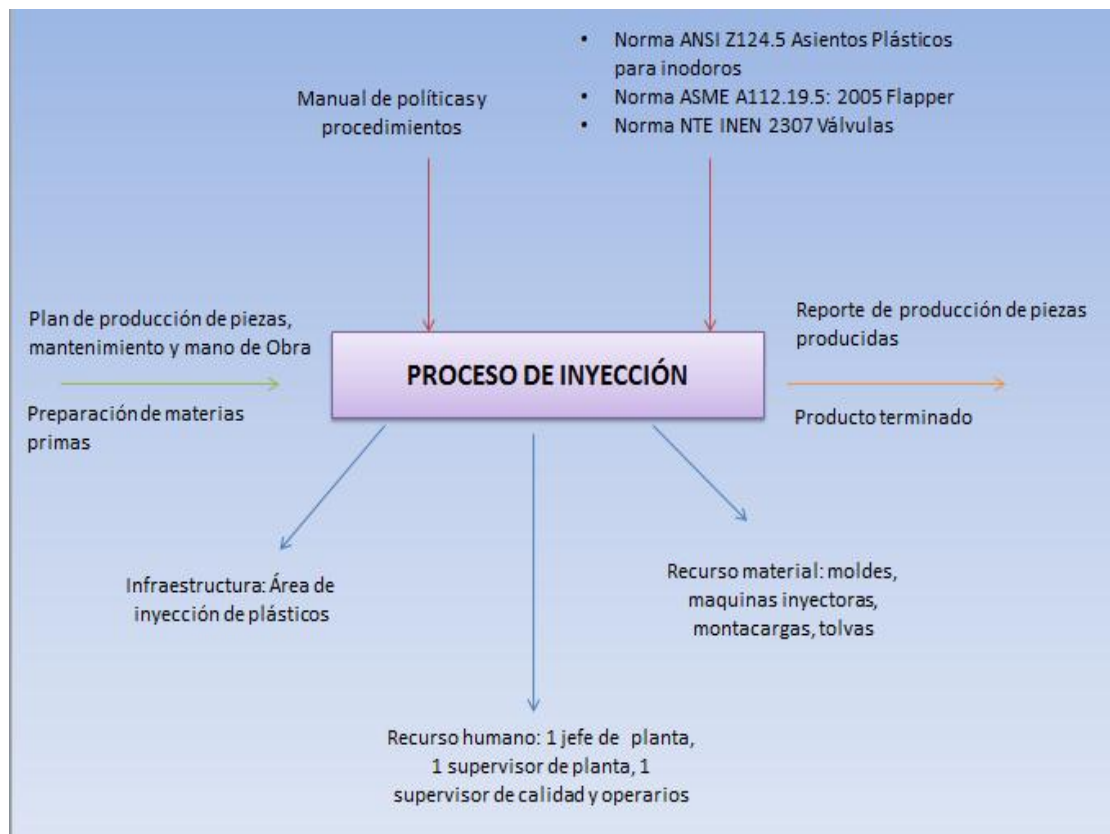 Manual de políticas y
procedimientos
• Norma ANSI Z124.5 Asientos Plásticos
para inodoros
• Norma ASME A112.19.5: 2005 Flapper
• Norma NTE INEN 2307 Válvulas
Plan de producción de piezas,
mantenimiento y mano de Obra
Preparación de materias
primas
PROCESO DE INYECCIÓN
Reporte de producción de piezas
producidas
Producto terminado
Infraestructura: Área de
inyección de plásticos
Recurso material: moldes,
maquinas inyectoras,
montacargas, tolvas
Recurso humano: 1 jefe de planta,
1 supervisor de planta, 1
supervisor de calidad y operarios